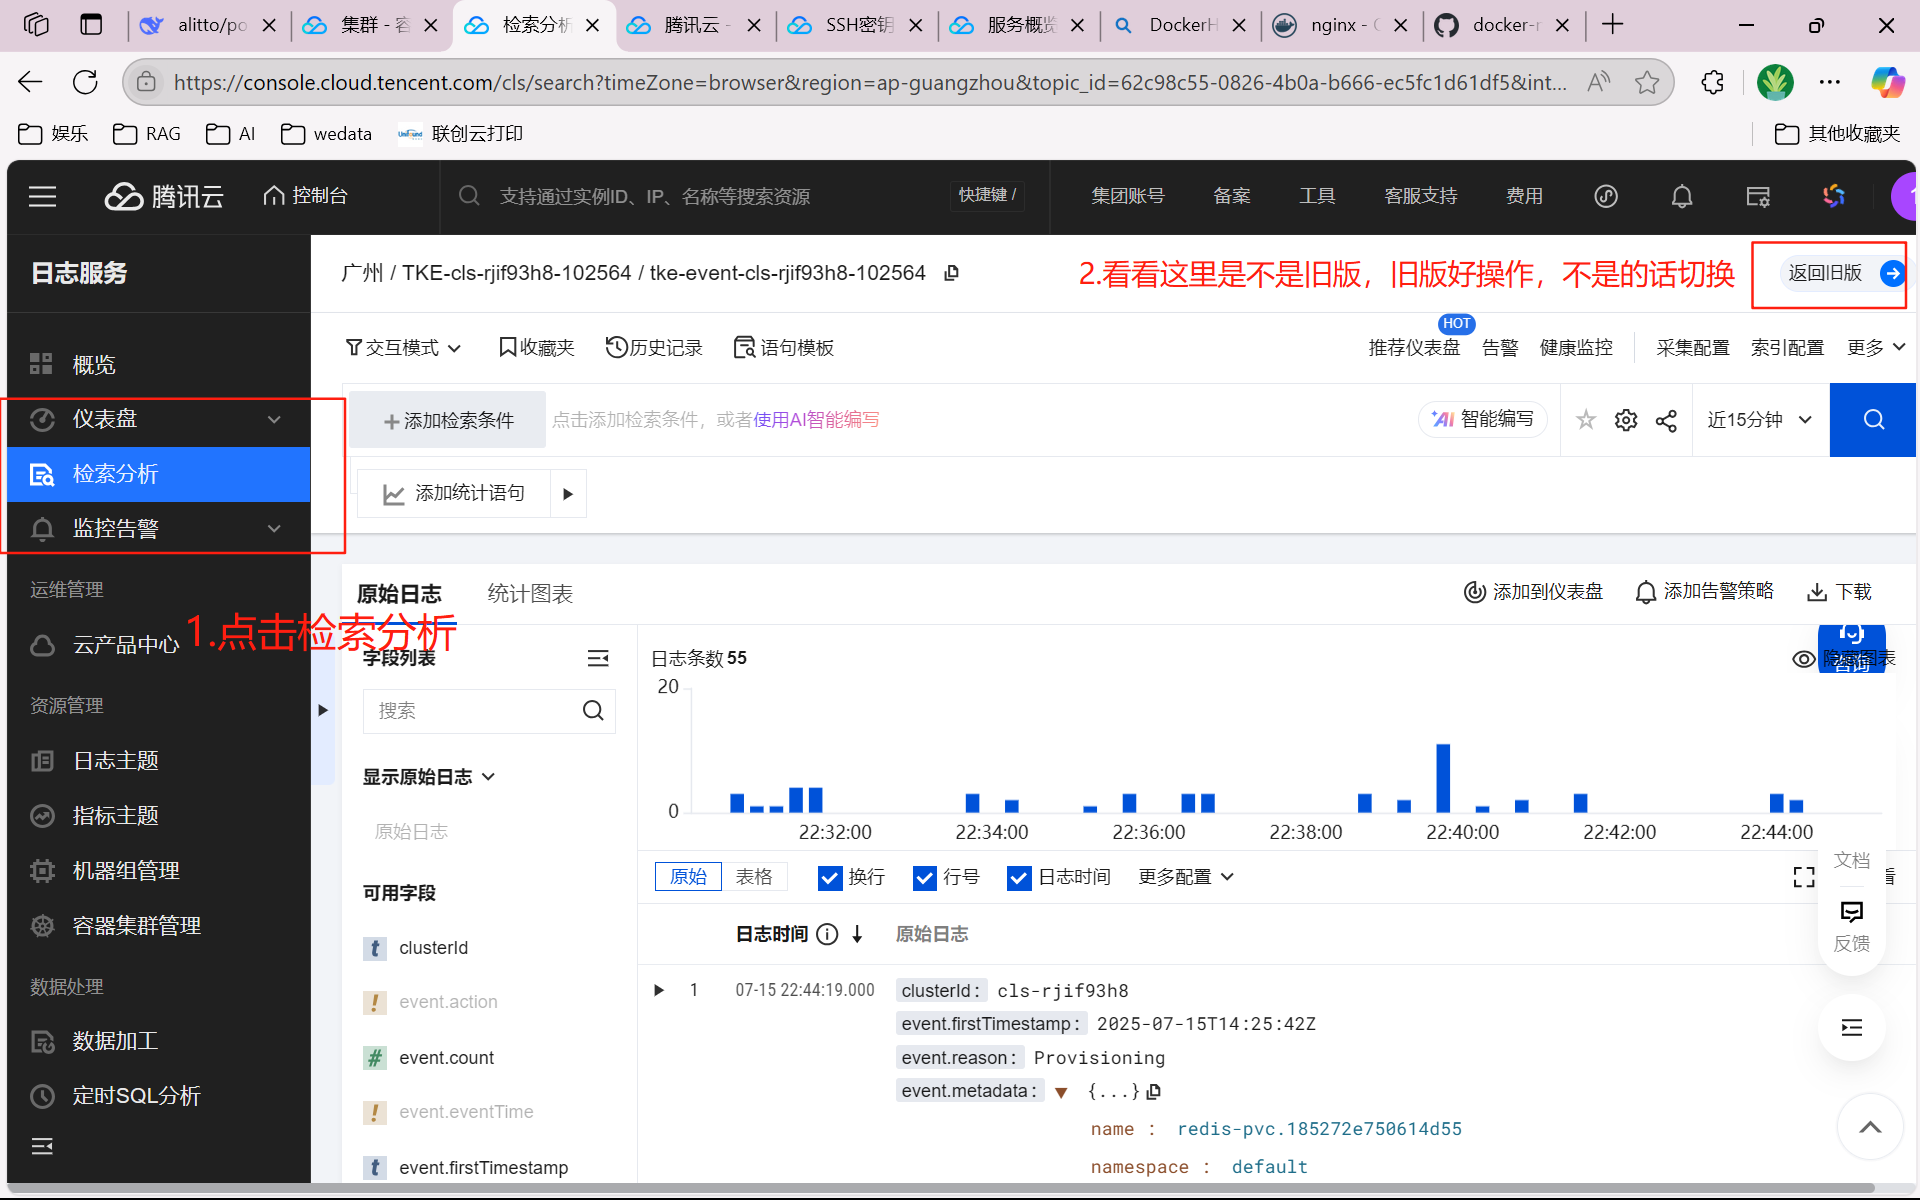 alitto/po
集群 - 容
检索分析
腾讯云 -
SSH密钥
服务概览
DockerH
nginx -
docker-r
https://console.cloud.tencent.com/cls/search?timeZone=browser&region=ap-guangzhou&topic_id=62c98c55-0826-4b0a-b666-ec5fc1d61df5&int...
娱乐
RAG
AI
wedata
联创云打印
其他收藏夹
腾讯云
控制台
支持通过实例ID、IP、名称等搜索资源
快捷键 /
集团账号
备案
工具
客服支持
费用
日志服务
广州 / TKE-cls-rjif93h8-102564 / tke-event-cls-rjif93h8-102564
2.看看这里是不是旧版，旧版好操作，不是的话切换
返回旧版
概览
仪表盘
检索分析
监控告警
运维管理
云产品中心
1.点击检索分析
资源管理
日志主题
指标主题
机器组管理
容器集群管理
数据处理
数据加工
定时SQL分析
交互模式
收藏夹
历史记录
语句模板
HOT
推荐仪表盘
告警
健康监控
采集配置
索引配置
更多
添加检索条件
点击添加检索条件，或者使用AI智能编写
AI 智能编写
近15分钟
添加统计语句
原始日志
统计图表
添加到仪表盘
添加告警策略
下载
字段列表
搜索
显示原始日志
原始日志
可用字段
t clusterId
! event.action
# event.count
! event.eventTime
t event.firstTimestamp
日志条数 55
隐藏图表
咨询
20
0
22:32:00
22:34:00
22:36:00
22:38:00
22:40:00
22:42:00
22:44:00
原始
表格
换行
行号
日志时间
更多配置
文档
反馈
日志时间
原始日志
1
07-15 22:44:19.000
clusterId: cls-rjif93h8
event.firstTimestamp: 2025-07-15T14:25:42Z
event.reason: Provisioning
event.metadata: {...}
name : redis-pvc.185272e750614d55
namespace : default